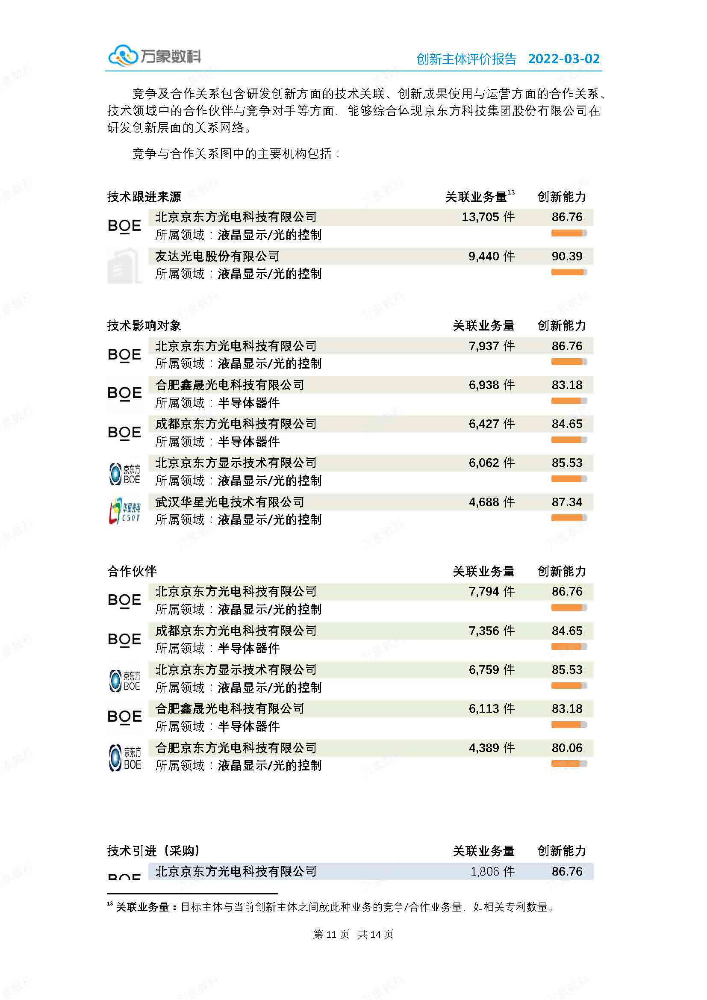 万象数科
创新主体评价报告 2022-03-02
竞争及合作关系包含研发创新方面的技术关联、创新成果使用与运营方面的合作关系、
技术领域中的合作伙伴与竞争对手等方面，能够综合体现京东方科技集团股份有限公司在
研发创新层面的关系网络。
竞争与合作关系图中的主要机构包括：
技术跟进来源 关联业务量13 创新能力
BOE 北京京东方光电科技有限公司 13,705 件 86.76
所属领域：液晶显示/光的控制
友达光电股份有限公司 9,440 件 90.39
所属领域：液晶显示/光的控制
技术影响对象 关联业务量 创新能力
BOE 北京京东方光电科技有限公司 7,937 件 86.76
所属领域：液晶显示/光的控制
BOE 合肥鑫晟光电科技有限公司 6,938 件 83.18
所属领域：半导体器件
BOE 成都京东方光电科技有限公司 6,427 件 84.65
所属领域：半导体器件
京东方 北京京东方显示技术有限公司 6,062 件 85.53
BOE 所属领域：液晶显示/光的控制
华星光电 武汉华星光电技术有限公司 4,688 件 87.34
CSOT 所属领域：液晶显示/光的控制
合作伙伴 关联业务量 创新能力
BOE 北京京东方光电科技有限公司 7,794 件 86.76
所属领域：液晶显示/光的控制
BOE 成都京东方光电科技有限公司 7,356 件 84.65
所属领域：半导体器件
京东方 北京京东方显示技术有限公司 6,759 件 85.53
BOE 所属领域：液晶显示/光的控制
BOE 合肥鑫晟光电科技有限公司 6,113 件 83.18
所属领域：半导体器件
京东方 合肥京东方光电科技有限公司 4,389 件 80.06
BOE 所属领域：液晶显示/光的控制
技术引进（采购） 关联业务量 创新能力
BOE 北京京东方光电科技有限公司 1,806 件 86.76
13 关联业务量：目标主体与当前创新主体之间就此种业务的竞争/合作业务量，如相关专利数量。
第 11 页 共 14 页